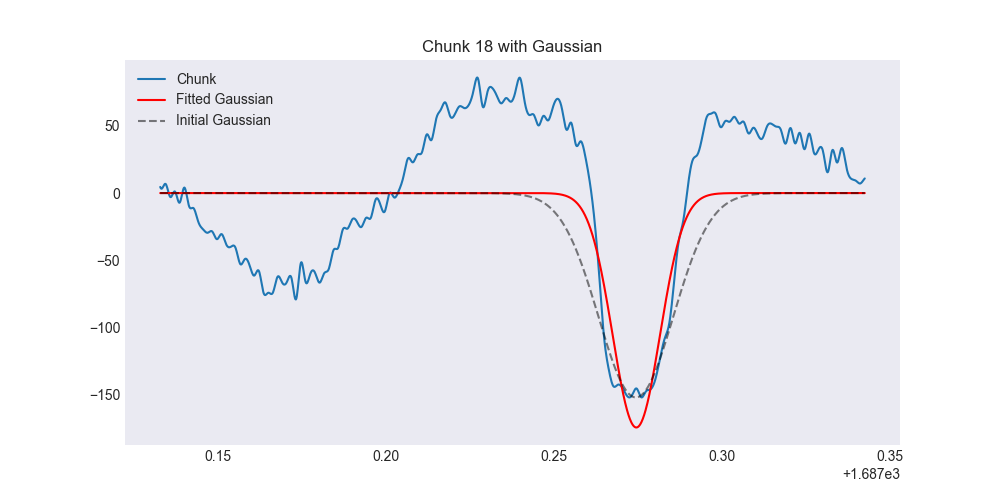 Chunk 18 with Gaussian
Chunk
Fitted Gaussian
Initial Gaussian
50
0
−50
−100
−150
0.15 0.20 0.25 0.30 0.35
+1.687e3